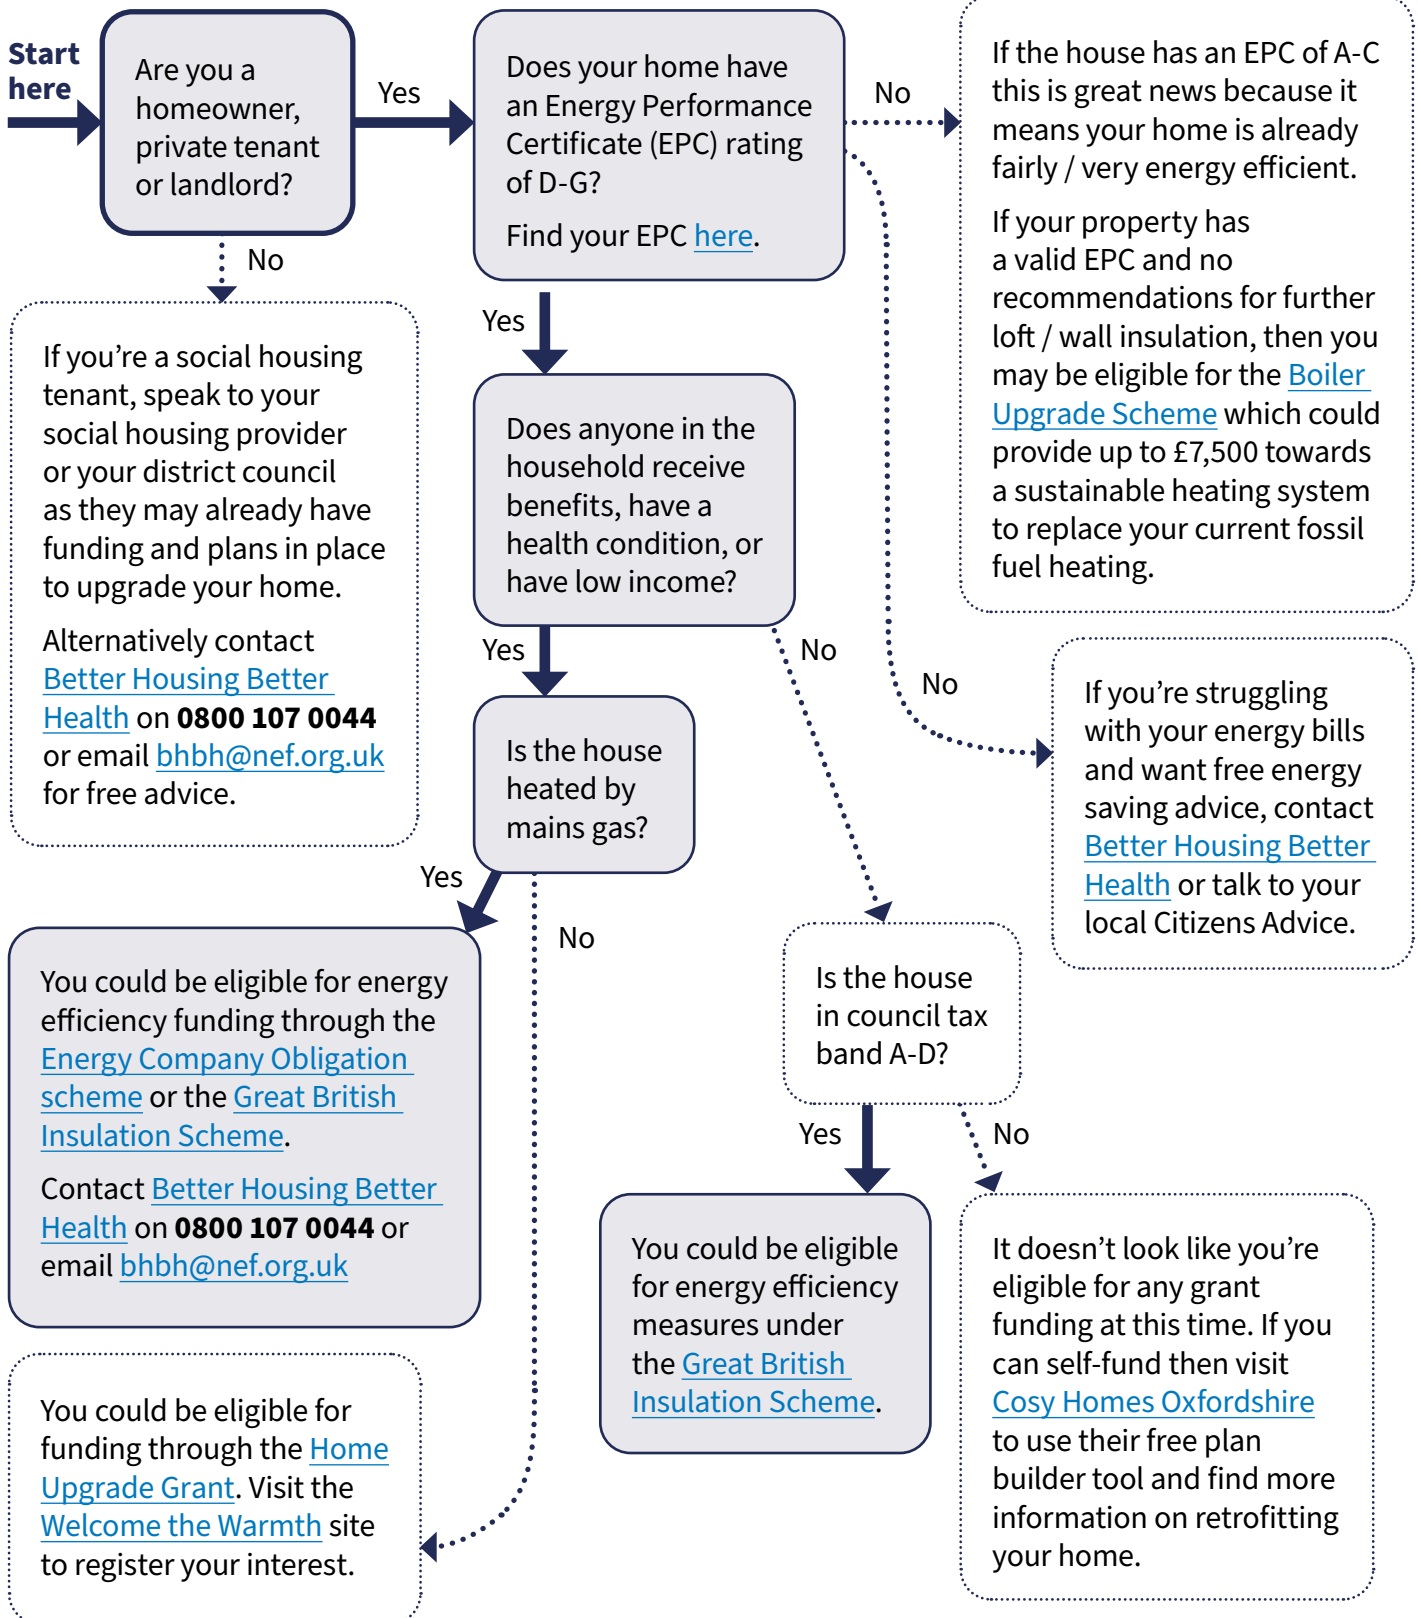 Start
here
Are you a
homeowner,
private tenant
or landlord?
Yes
No
Does your home have
an Energy Performance
Certificate (EPC) rating
of D-G?
Find your EPC here.
No
If the house has an EPC of A-C
this is great news because it
means your home is already
fairly / very energy efficient.
If your property has
a valid EPC and no
recommendations for further
loft / wall insulation, then you
may be eligible for the Boiler
Upgrade Scheme which could
provide up to £7,500 towards
a sustainable heating system
to replace your current fossil
fuel heating.
If you're a social housing
tenant, speak to your
social housing provider
or your district council
as they may already have
funding and plans in place
to upgrade your home.
Alternatively contact
Better Housing Better
Health on 0800 107 0044
or email bhbh@nef.org.uk
for free advice.
Yes
Does anyone in the
household receive
benefits, have a
health condition, or
have low income?
Yes
No
No
If you're struggling
with your energy bills
and want free energy
saving advice, contact
Better Housing Better
Health or talk to your
local Citizens Advice.
Is the house
heated by
mains gas?
Yes
No
You could be eligible for energy
efficiency funding through the
Energy Company Obligation
scheme or the Great British
Insulation Scheme.
Contact Better Housing Better
Health on 0800 107 0044 or
email bhbh@nef.org.uk
Is the house
in council tax
band A-D?
Yes
No
You could be eligible
for energy efficiency
measures under
the Great British
Insulation Scheme.
It doesn't look like you're
eligible for any grant
funding at this time. If you
can self-fund then visit
Cosy Homes Oxfordshire
to use their free plan
builder tool and find more
information on retrofitting
your home.
You could be eligible for
funding through the Home
Upgrade Grant. Visit the
Welcome the Warmth site
to register your interest.